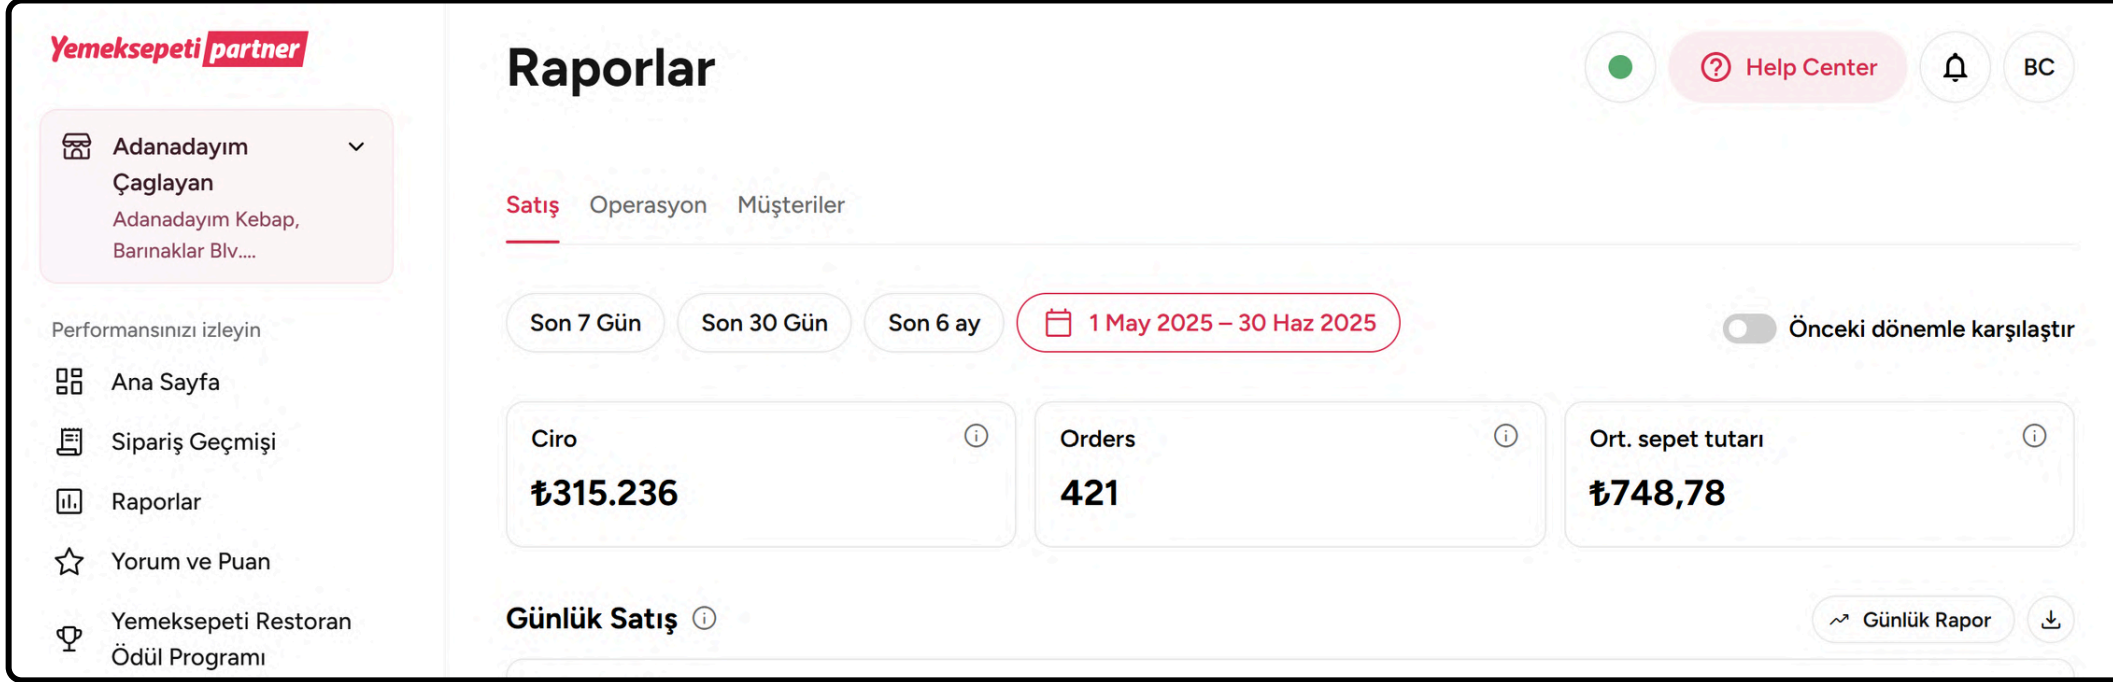 Yemeksepeti partner
Adanadayım
Çaglayan
Adanadayım Kebap,
Barınaklar Blv....
Performansınızı izleyin
Ana Sayfa
Sipariş Geçmişi
Raporlar
Yorum ve Puan
Yemeksepeti Restoran
Ödül Programı
Raporlar
Help Center
BC
Satış Operasyon Müşteriler
Son 7 Gün Son 30 Gün Son 6 ay 1 May 2025 – 30 Haz 2025
Önceki dönemle karşılaştır
Ciro
₺315.236
Orders
421
Ort. sepet tutarı
₺748,78
Günlük Satış
Günlük Rapor